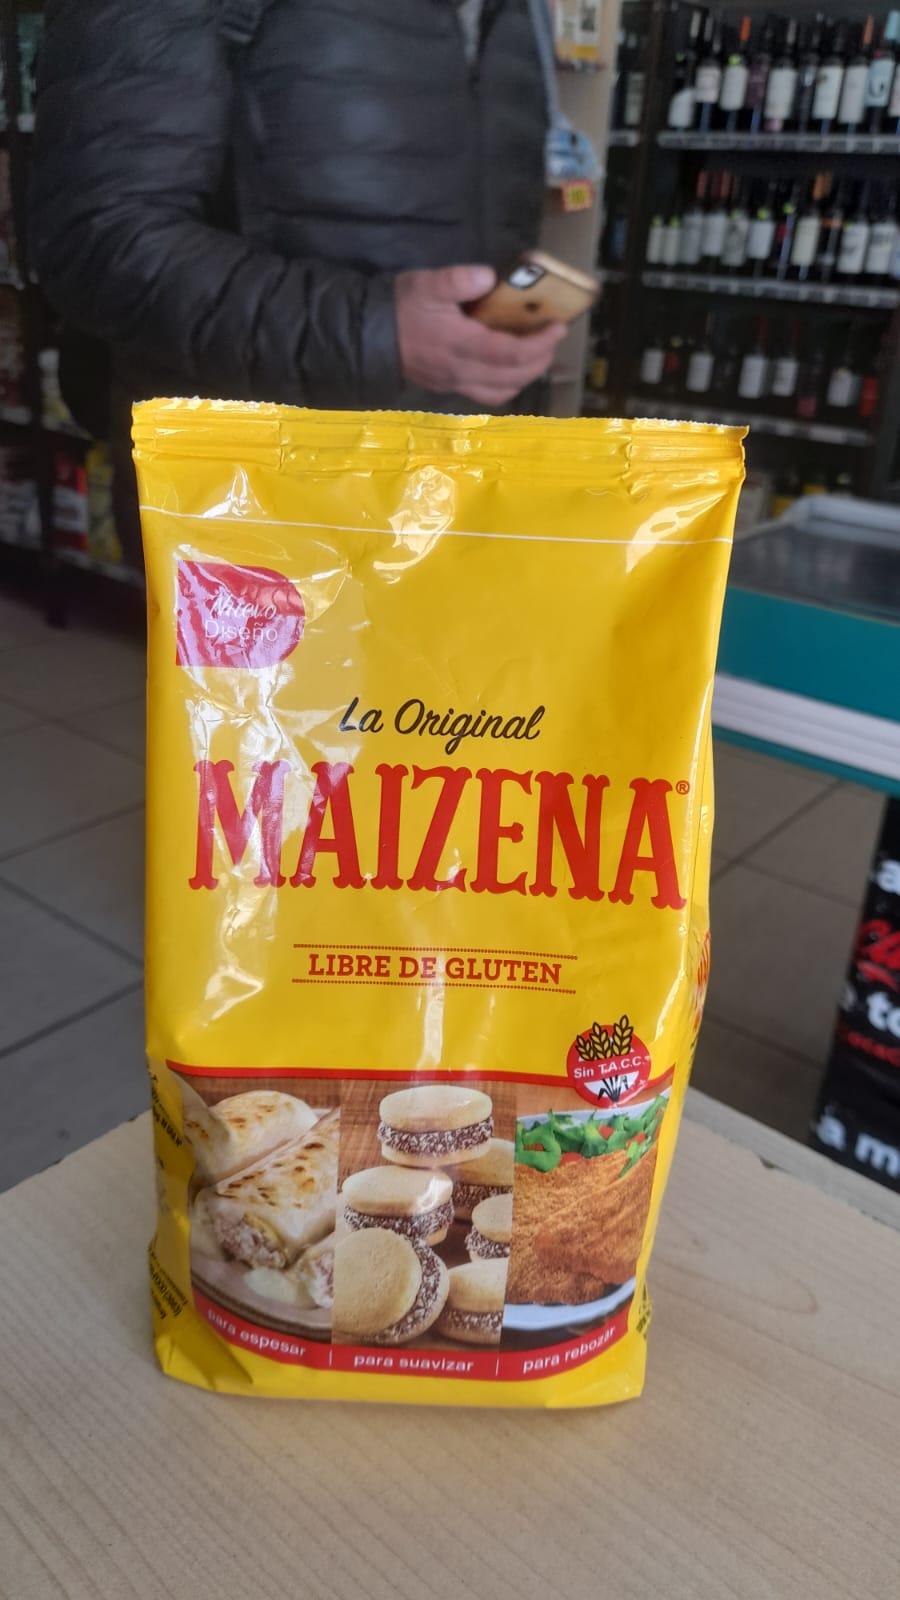 Nuevo
Diseño
La Original
MAIZENA®
LIBRE DE GLUTEN
Sin T.A.C.C.
para espesar | para suavizar | para rebozar
a m